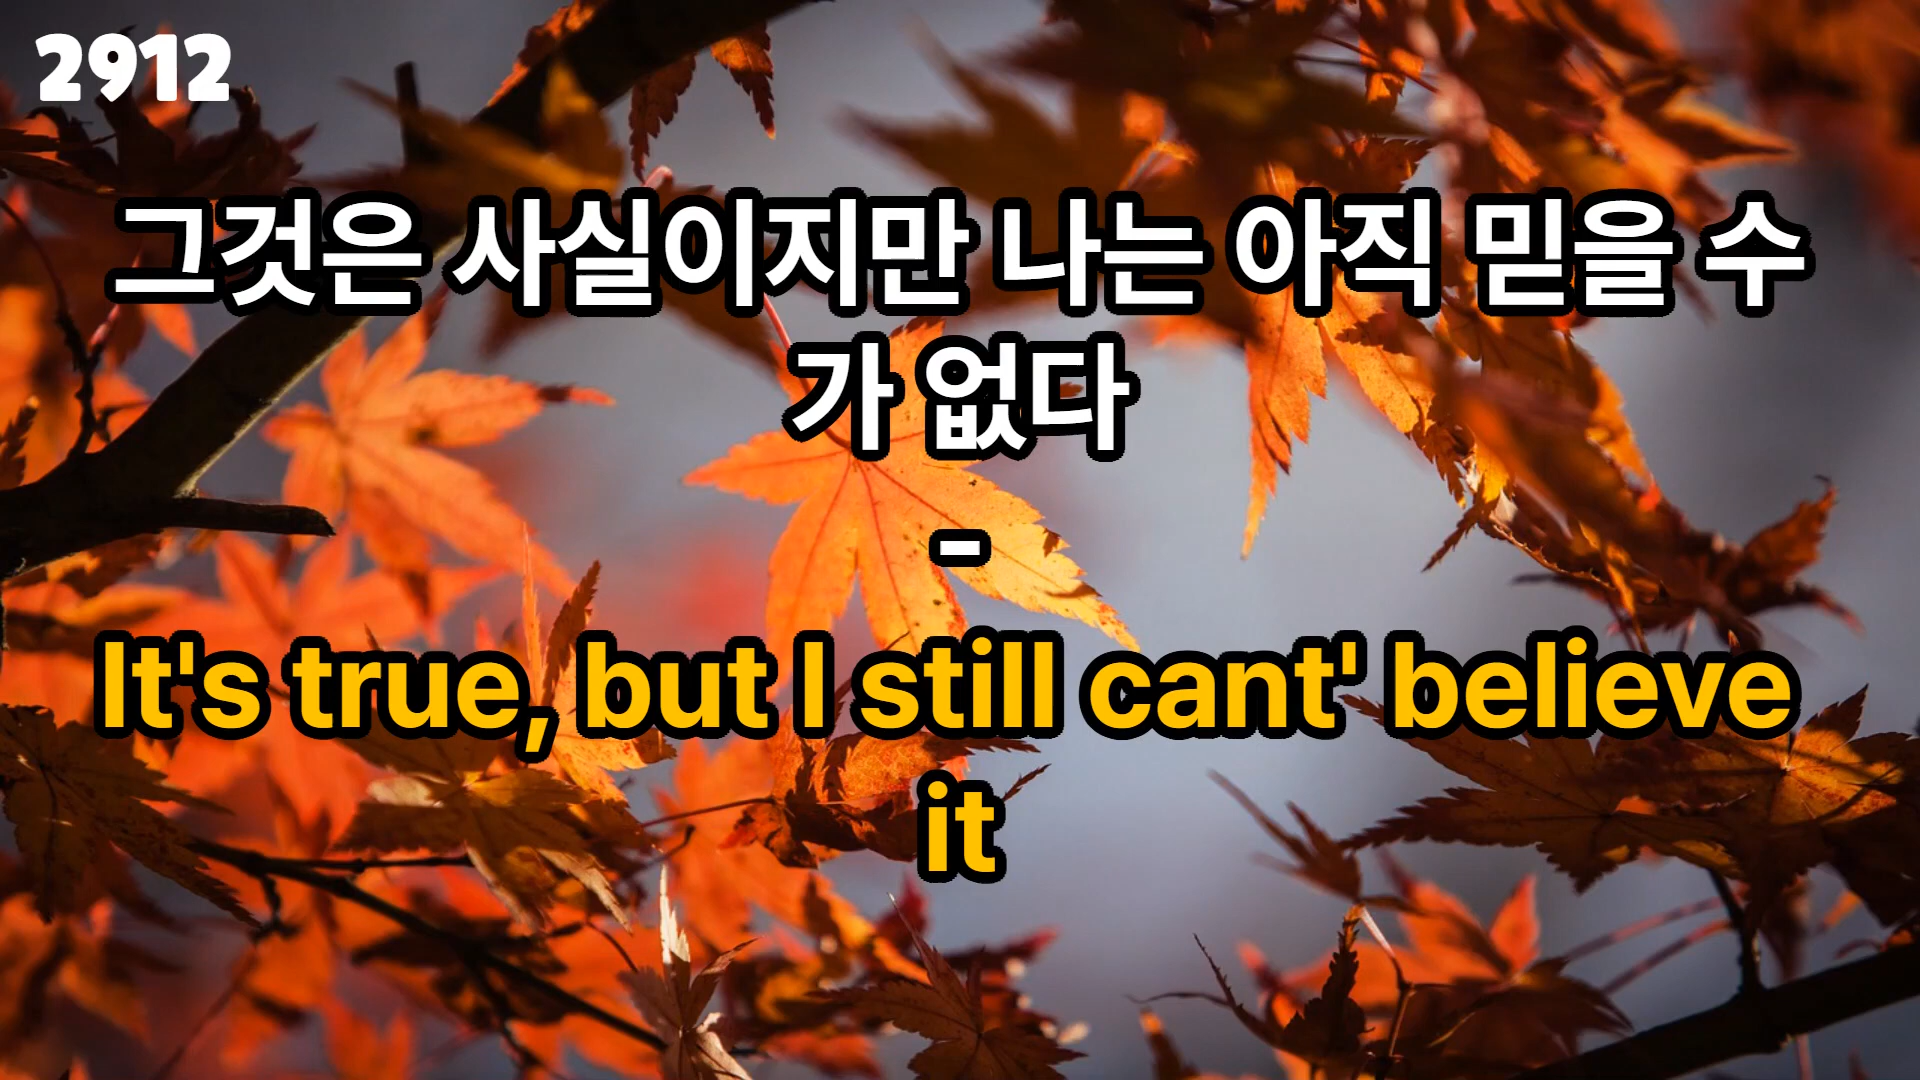 2912
그것은 사실이지만 나는 아직 믿을 수
가 없다
-
It's true, but I still cant' believe
it